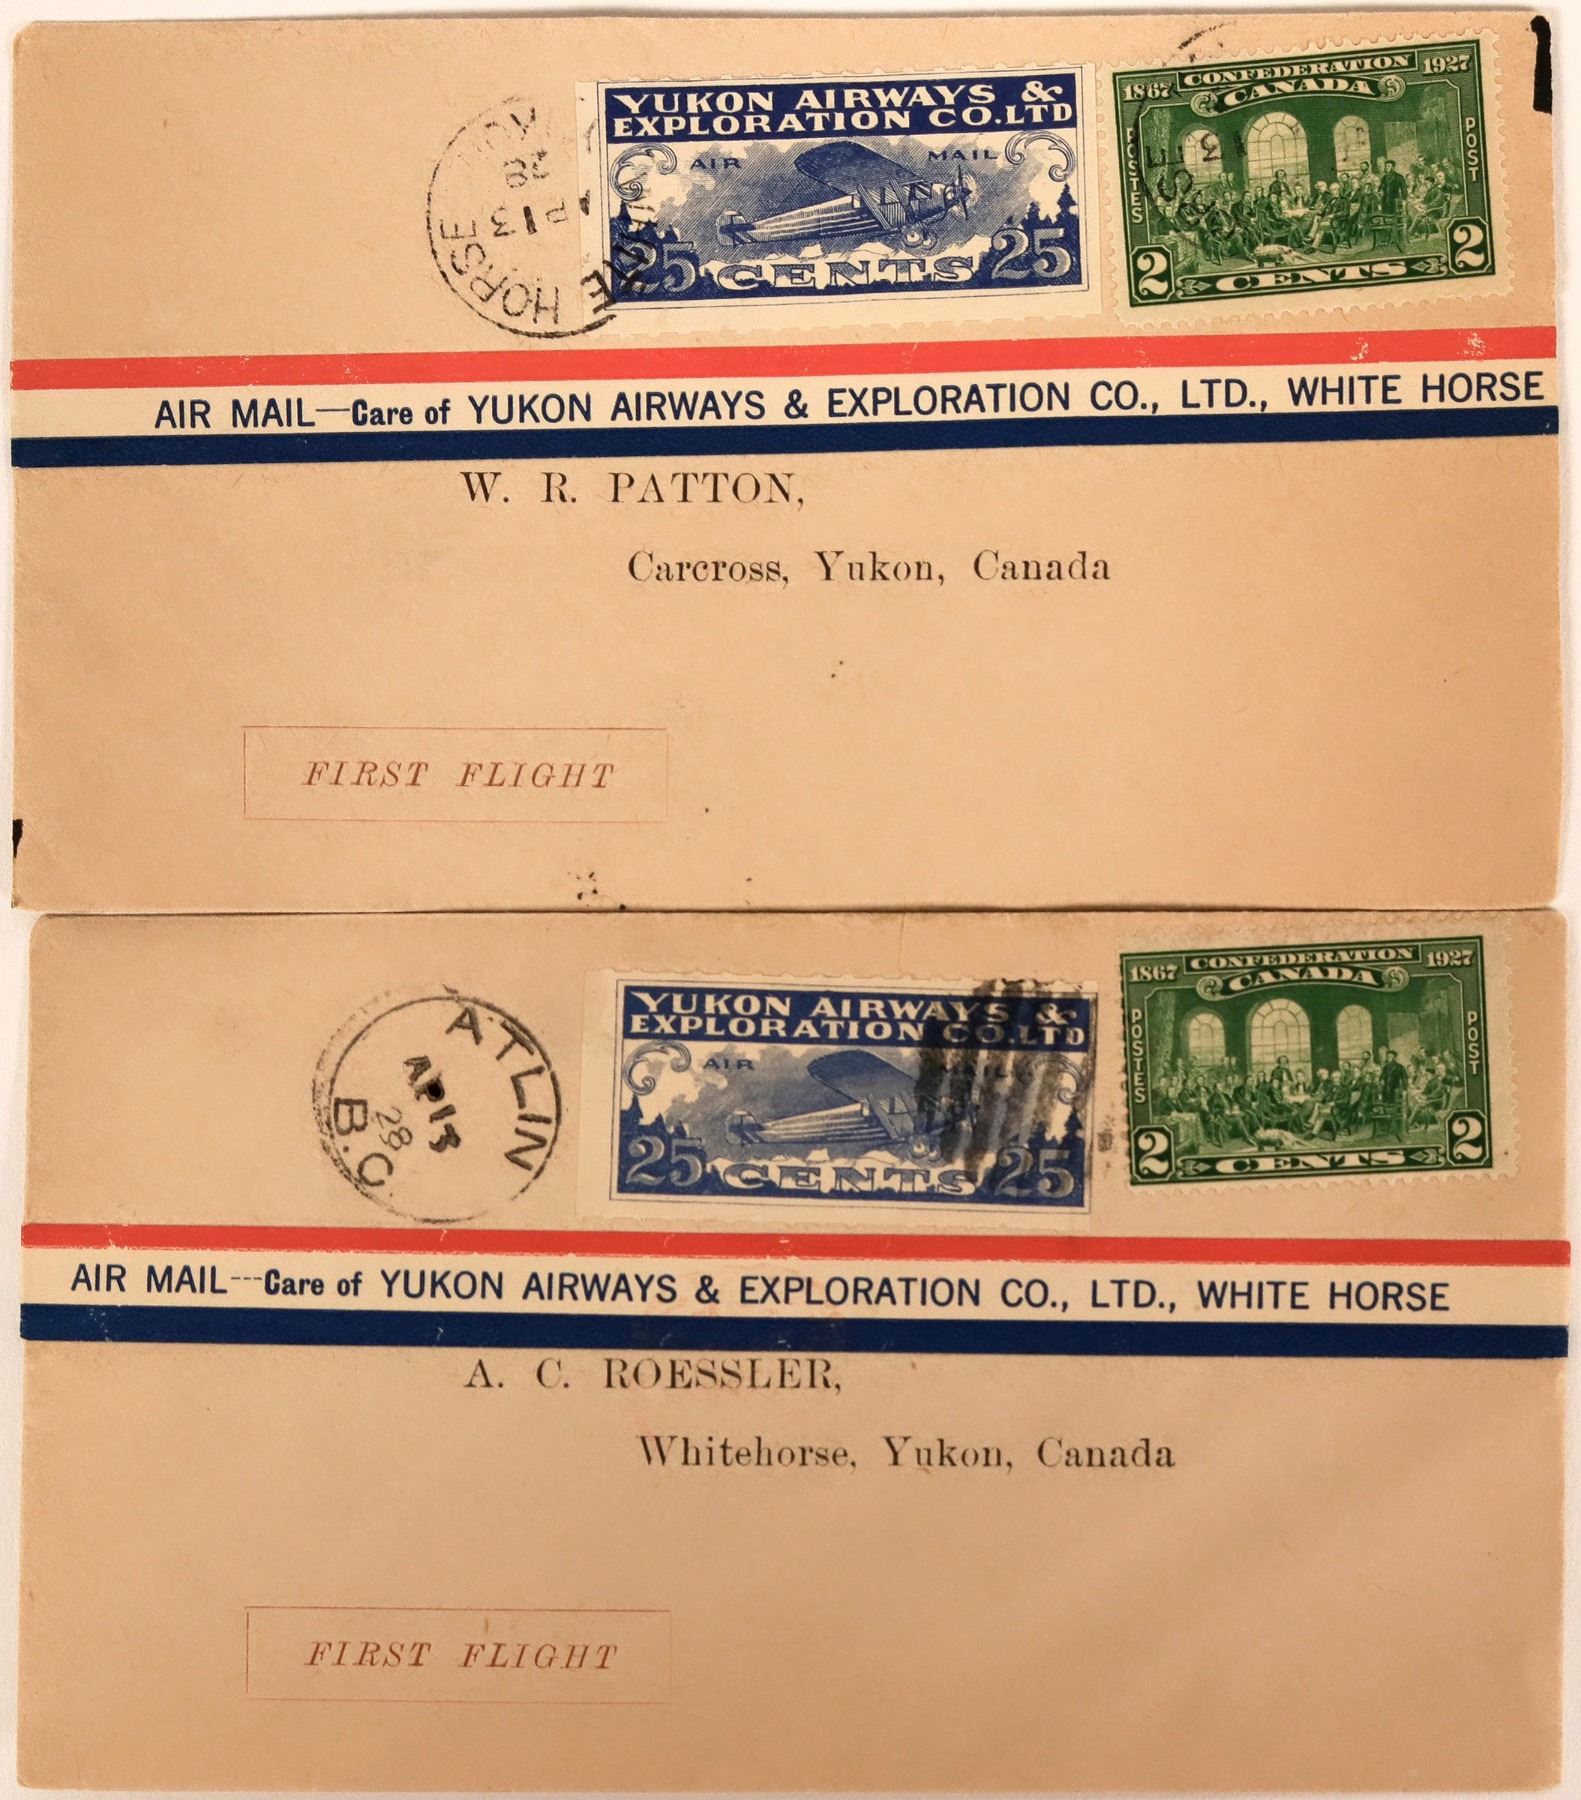 YUKON AIRWAYS &
EXPLORATION CO. LTD
AIR MAIL
25 CENTS 25
CONFEDERATION
1867 CANADA 1927
POSTES POST
2 CENTS 2
WHITE HORSE
13
28
AIR MAIL—Care of YUKON AIRWAYS & EXPLORATION CO., LTD., WHITE HORSE
W. R. PATTON,
Carcross, Yukon, Canada
FIRST FLIGHT
ATLIN
AP 13
28
B.C.
YUKON AIRWAYS &
EXPLORATION CO. LTD
AIR MAIL
25 CENTS 25
CONFEDERATION
1867 CANADA 1927
POSTES POST
2 CENTS 2
AIR MAIL---Care of YUKON AIRWAYS & EXPLORATION CO., LTD., WHITE HORSE
A. C. ROESSLER,
Whitehorse, Yukon, Canada
FIRST FLIGHT